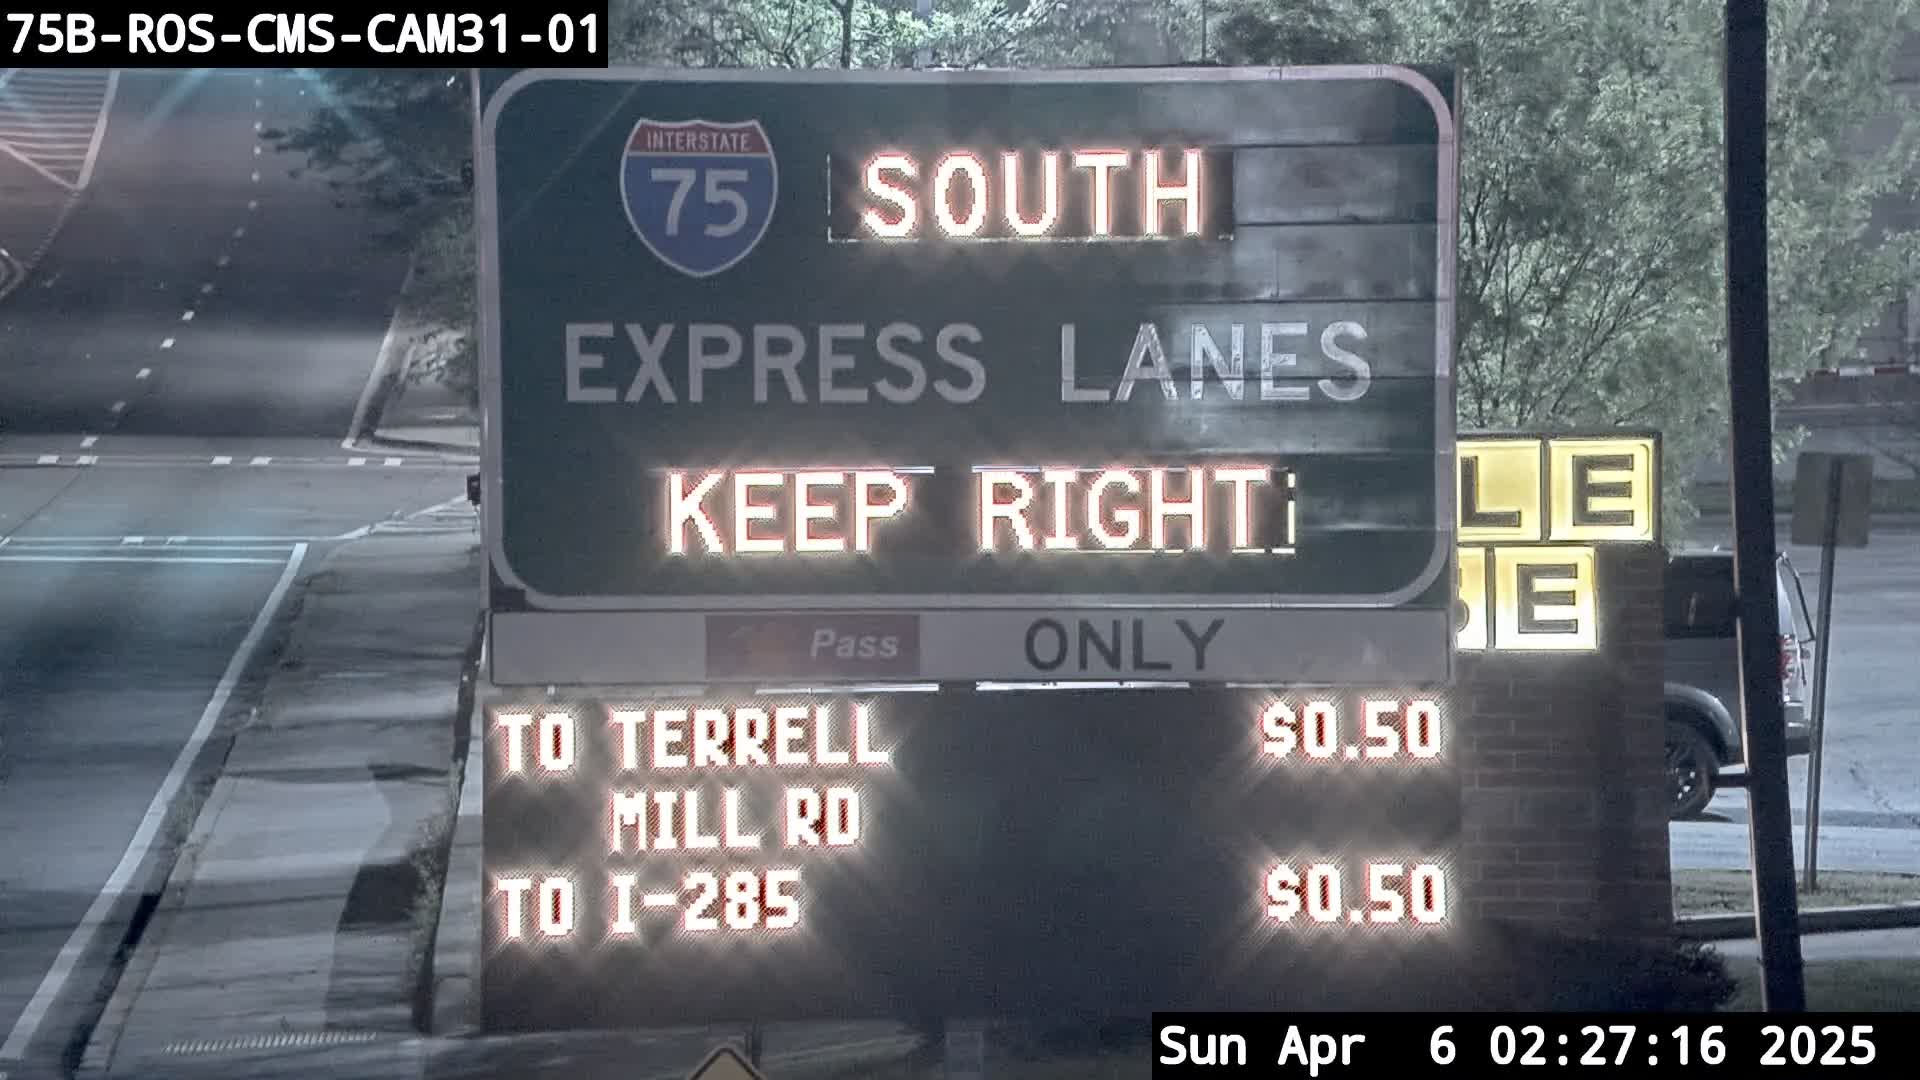 75B-ROS-CMS-CAM31-01
INTERSTATE
75
SOUTH
EXPRESS LANES
KEEP RIGHT
Pass ONLY
TO TERRELL $0.50
MILL RD
TO I-285 $0.50
LE
E
Sun Apr 6 02:27:16 2025